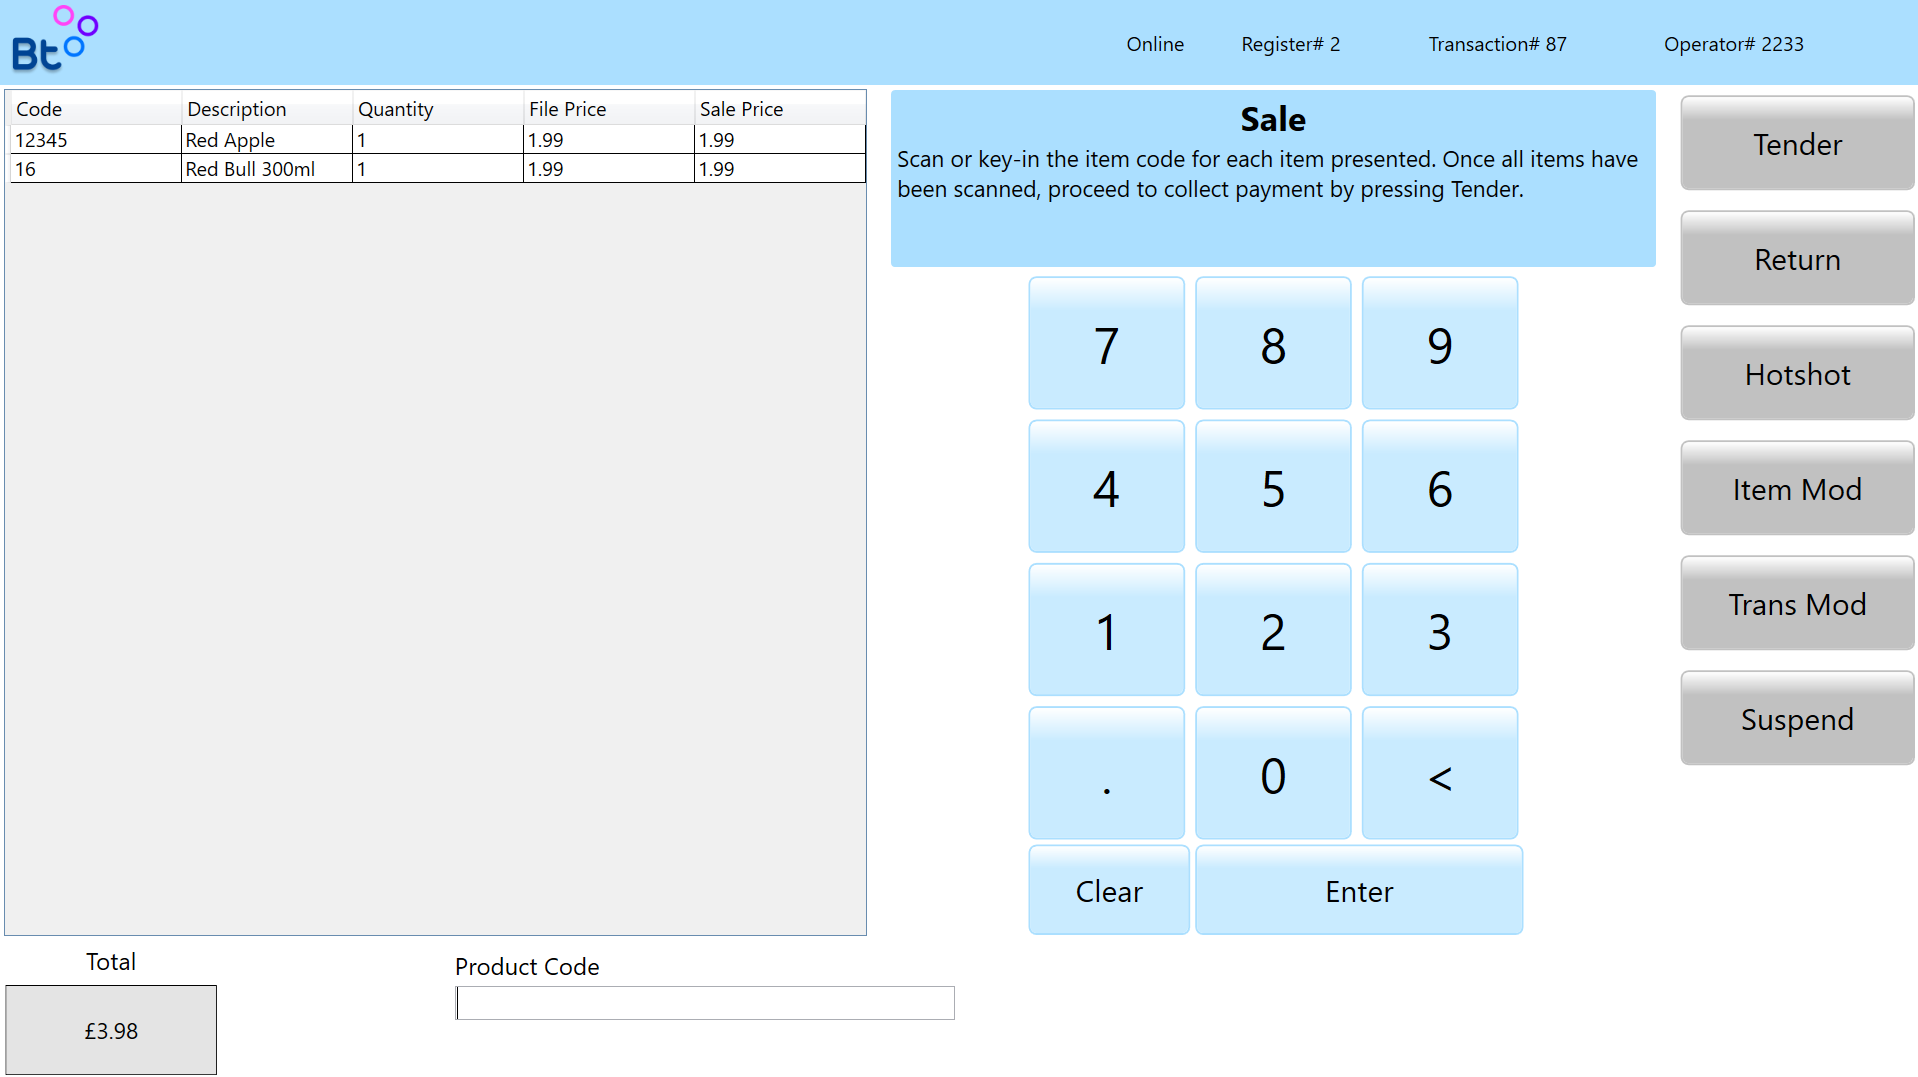 Bt
Online Register# 2 Transaction# 87 Operator# 2233
Code Description Quantity File Price Sale Price
12345 Red Apple 1 1.99 1.99
16 Red Bull 300ml 1 1.99 1.99
Total
£3.98
Product Code
Sale
Scan or key-in the item code for each item presented. Once all items have
been scanned, proceed to collect payment by pressing Tender.
7 8 9
4 5 6
1 2 3
. 0 <
Clear Enter
Tender
Return
Hotshot
Item Mod
Trans Mod
Suspend